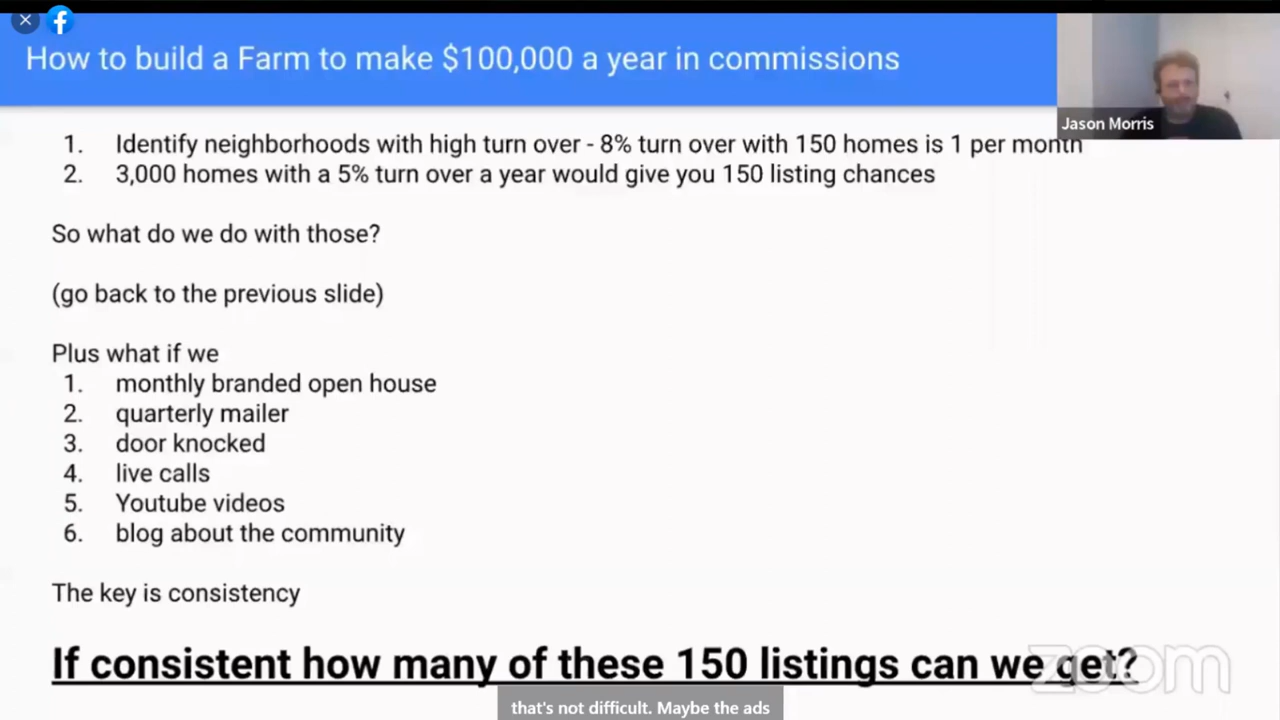 How to build a Farm to make $100,000 a year in commissions
Jason Morris
1. Identify neighborhoods with high turn over - 8% turn over with 150 homes is 1 per month
2. 3,000 homes with a 5% turn over a year would give you 150 listing chances
So what do we do with those?
(go back to the previous slide)
Plus what if we
1. monthly branded open house
2. quarterly mailer
3. door knocked
4. live calls
5. Youtube videos
6. blog about the community
The key is consistency
If consistent how many of these 150 listings can we get?
zoom
that's not difficult. Maybe the ads